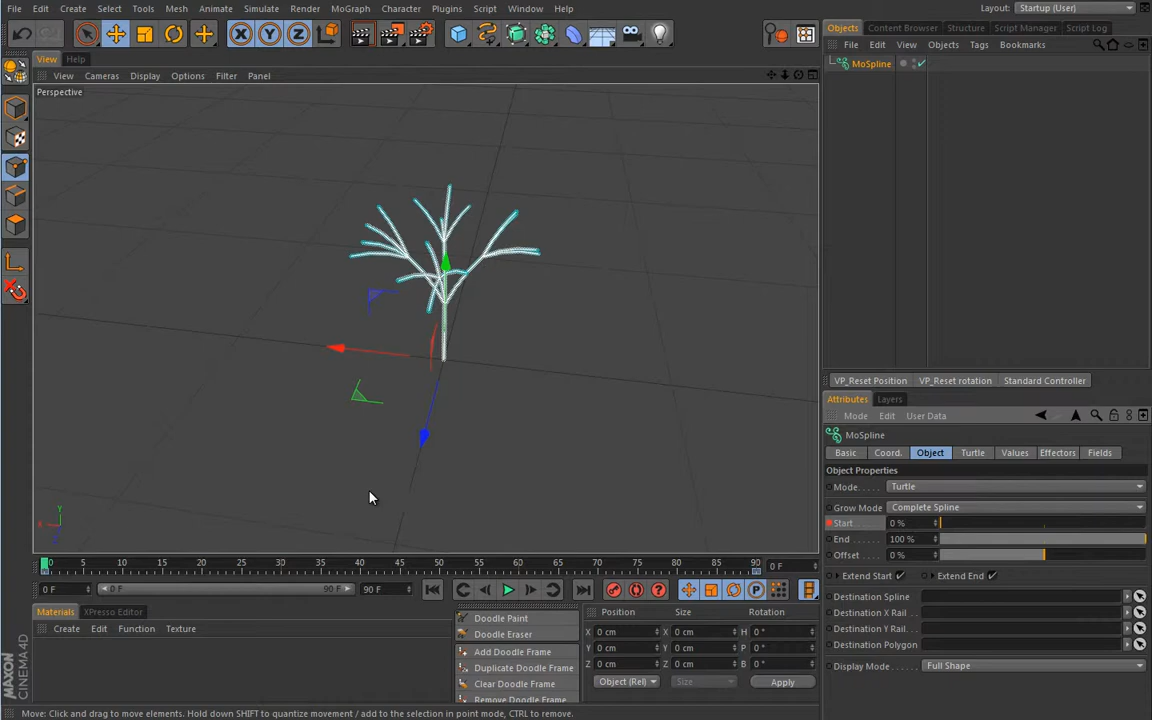 File Edit Create Select Tools Mesh Animate Simulate Render MoGraph Character Plugins Script Window Help Layout: Startup (User)
Objects Content Browser Structure Script Manager Script Log
File Edit View Objects Tags Bookmarks
MoSpline
View Help
View Cameras Display Options Filter Panel
Perspective
X Y Z
y
x
VP_Reset Position VP_Reset rotation Standard Controller
Attributes Layers
Mode Edit User Data
MoSpline
Basic Coord. Object Turtle Values Effectors Fields
Object Properties
Mode Turtle
Grow Mode Complete Spline
Start 0 %
End 100 %
Offset 0 %
Extend Start Extend End
Destination Spline
Destination X Rail
Destination Y Rail
Destination Polygon
Display Mode Full Shape
0 5 10 15 20 25 30 35 40 45 50 55 60 65 70 75 80 85 90 0 F
0 F 0 F 90 F 90 F
P
Materials XPresso Editor
Create Edit Function Texture
Doodle Paint
Doodle Eraser
Add Doodle Frame
Duplicate Doodle Frame
Clear Doodle Frame
Remove Doodle Frame
Position Size Rotation
X 0 cm X 0 cm H 0 °
Y 0 cm Y 0 cm P 0 °
Z 0 cm Z 0 cm B 0 °
Object (Rel) Size Apply
MAXON CINEMA 4D
Move: Click and drag to move elements. Hold down SHIFT to quantize movement / add to the selection in point mode, CTRL to remove.